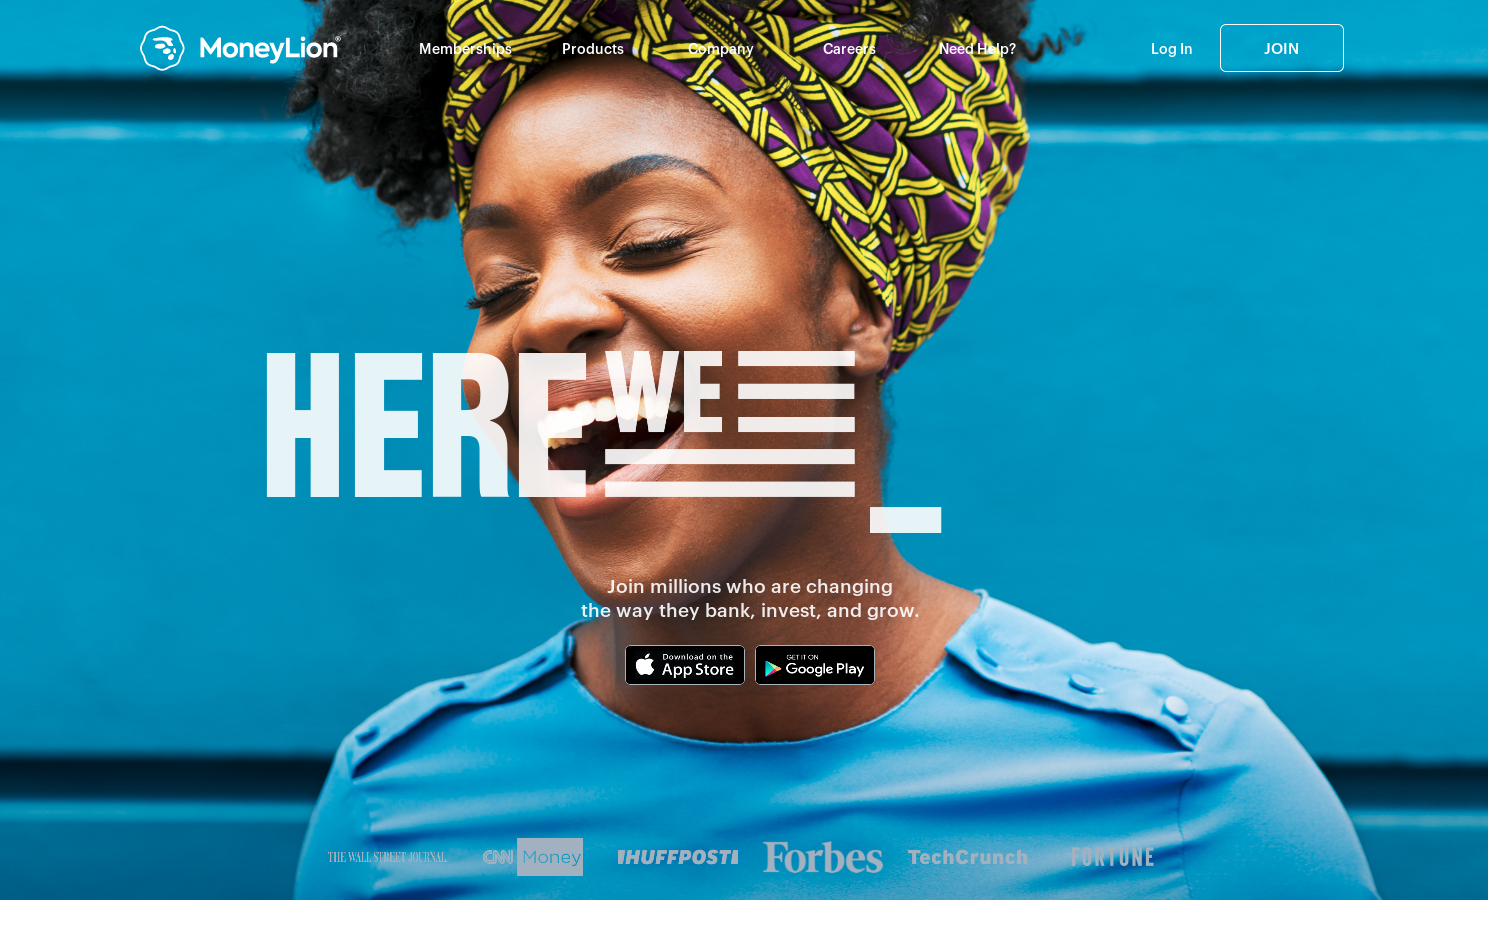 MoneyLion®
Memberships Products Company Careers Need Help? Log In JOIN
HERE WE _
Join millions who are changing
the way they bank, invest, and grow.
Download on the
App Store
GET IT ON
Google Play
THE WALL STREET JOURNAL. CNN Money IHUFFPOSTI Forbes TechCrunch FORTUNE